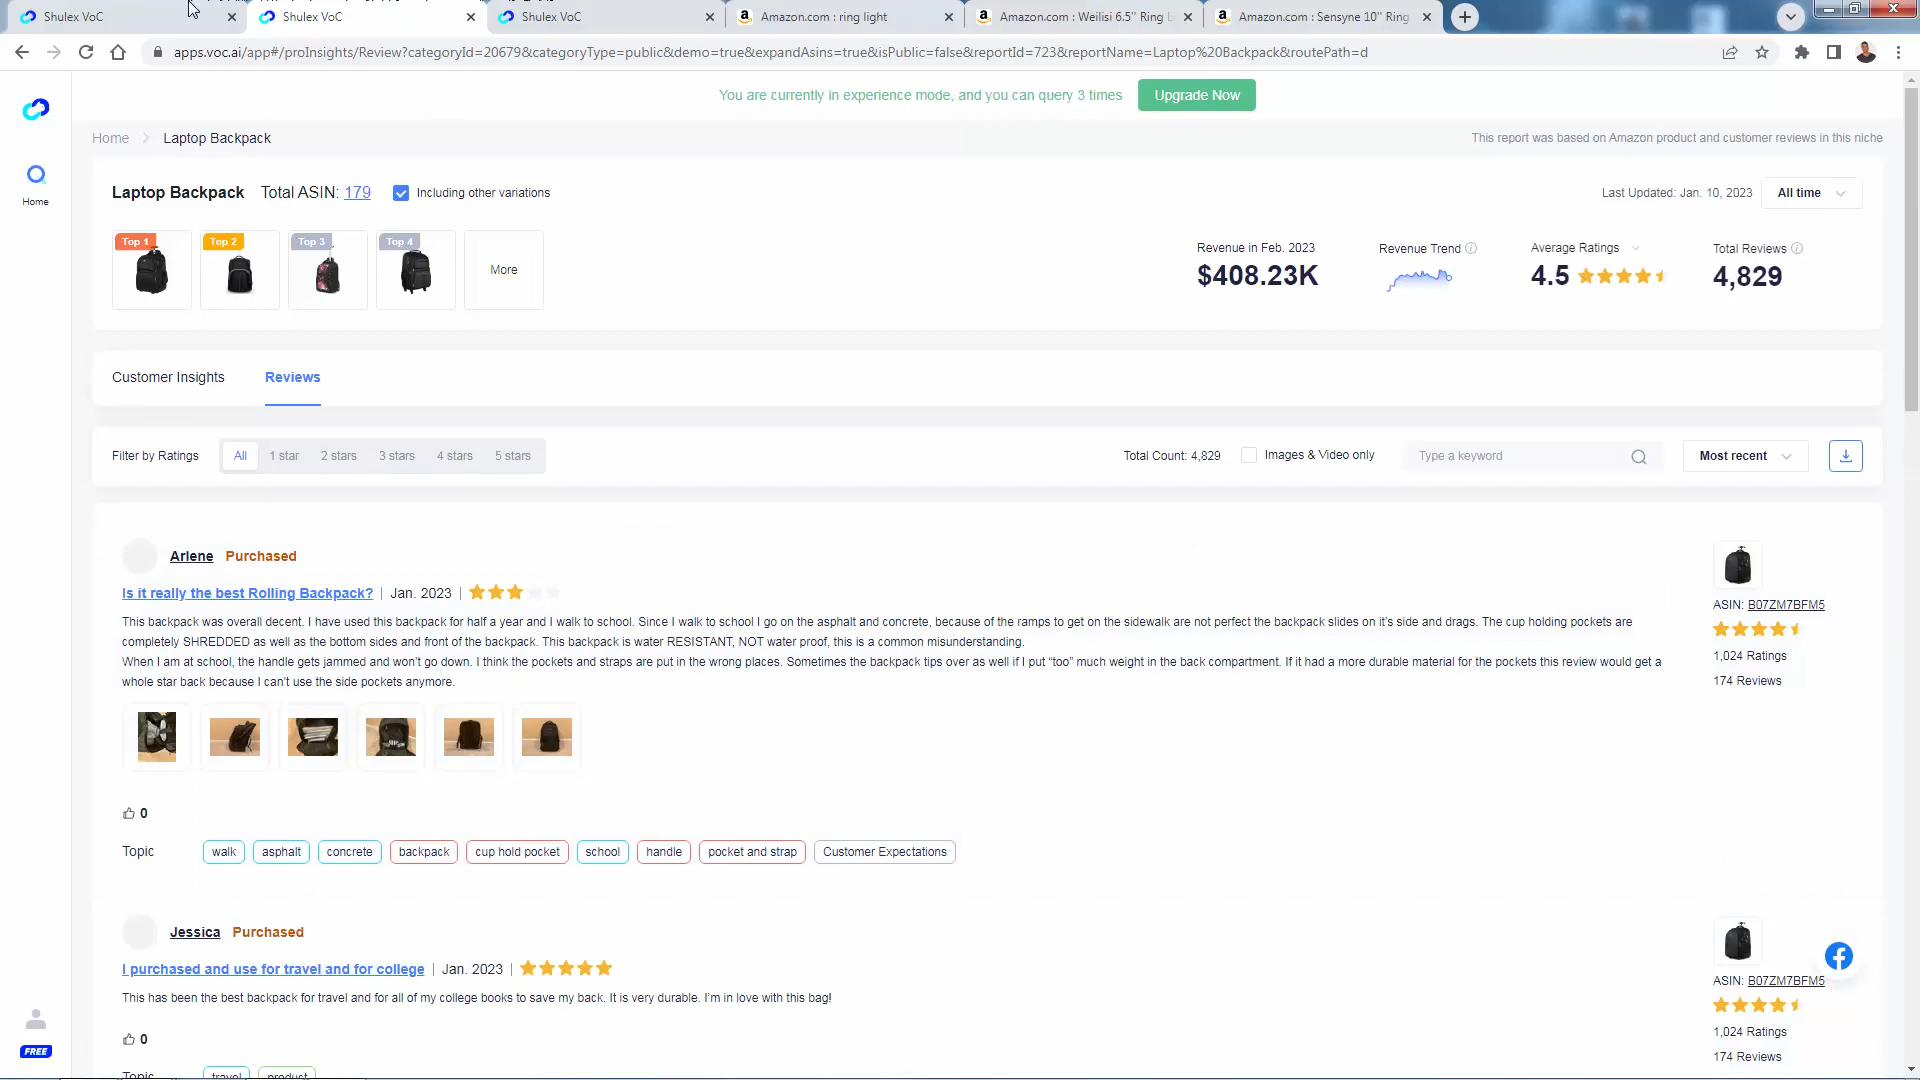 Shulex VoC
Shulex VoC
Shulex VoC
Amazon.com : ring light
Amazon.com : Weilisi 6.5" Ring L
Amazon.com : Sensyne 10" Ring
apps.voc.ai/app#/proInsights/Review?categoryId=20679&categoryType=public&demo=true&expandAsins=true&isPublic=false&reportId=723&reportName=Laptop%20Backpack&routePath=d
You are currently in experience mode, and you can query 3 times
Upgrade Now
Home
Laptop Backpack
This report was based on Amazon product and customer reviews in this niche
Home
Laptop Backpack
Total ASIN: 179
Including other variations
Last Updated: Jan. 10, 2023
All time
Top 1
Top 2
Top 3
Top 4
More
Revenue in Feb. 2023
$408.23K
Revenue Trend
Average Ratings
4.5
Total Reviews
4,829
Customer Insights
Reviews
Filter by Ratings
All
1 star
2 stars
3 stars
4 stars
5 stars
Total Count: 4,829
Images & Video only
Type a keyword
Most recent
Arlene Purchased
Is it really the best Rolling Backpack? | Jan. 2023 |
This backpack was overall decent. I have used this backpack for half a year and I walk to school. Since I walk to school I go on the asphalt and concrete, because of the ramps to get on the sidewalk are not perfect the backpack slides on it's side and drags. The cup holding pockets are
completely SHREDDED as well as the bottom sides and front of the backpack. This backpack is water RESISTANT, NOT water proof, this is a common misunderstanding.
When I am at school, the handle gets jammed and won't go down. I think the pockets and straps are put in the wrong places. Sometimes the backpack tips over as well if I put “too” much weight in the back compartment. If it had a more durable material for the pockets this review would get a
whole star back because I can't use the side pockets anymore.
ASIN: B07ZM7BFM5
1,024 Ratings
174 Reviews
0
Topic
walk
asphalt
concrete
backpack
cup hold pocket
school
handle
pocket and strap
Customer Expectations
Jessica Purchased
I purchased and use for travel and for college | Jan. 2023 |
This has been the best backpack for travel and for all of my college books to save my back. It is very durable. I'm in love with this bag!
ASIN: B07ZM7BFM5
1,024 Ratings
174 Reviews
0
Topic
travel
product
FREE